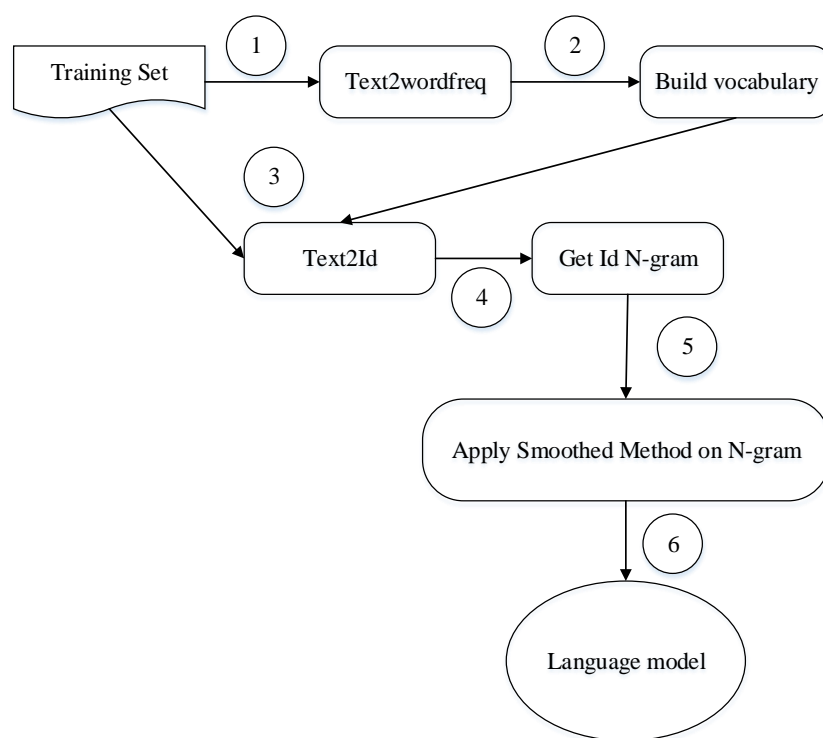 1
2
Training Set
Text2wordfreq
Build vocabulary
3
Text2Id
Get Id N-gram
4
5
Apply Smoothed Method on N-gram
6
Language model